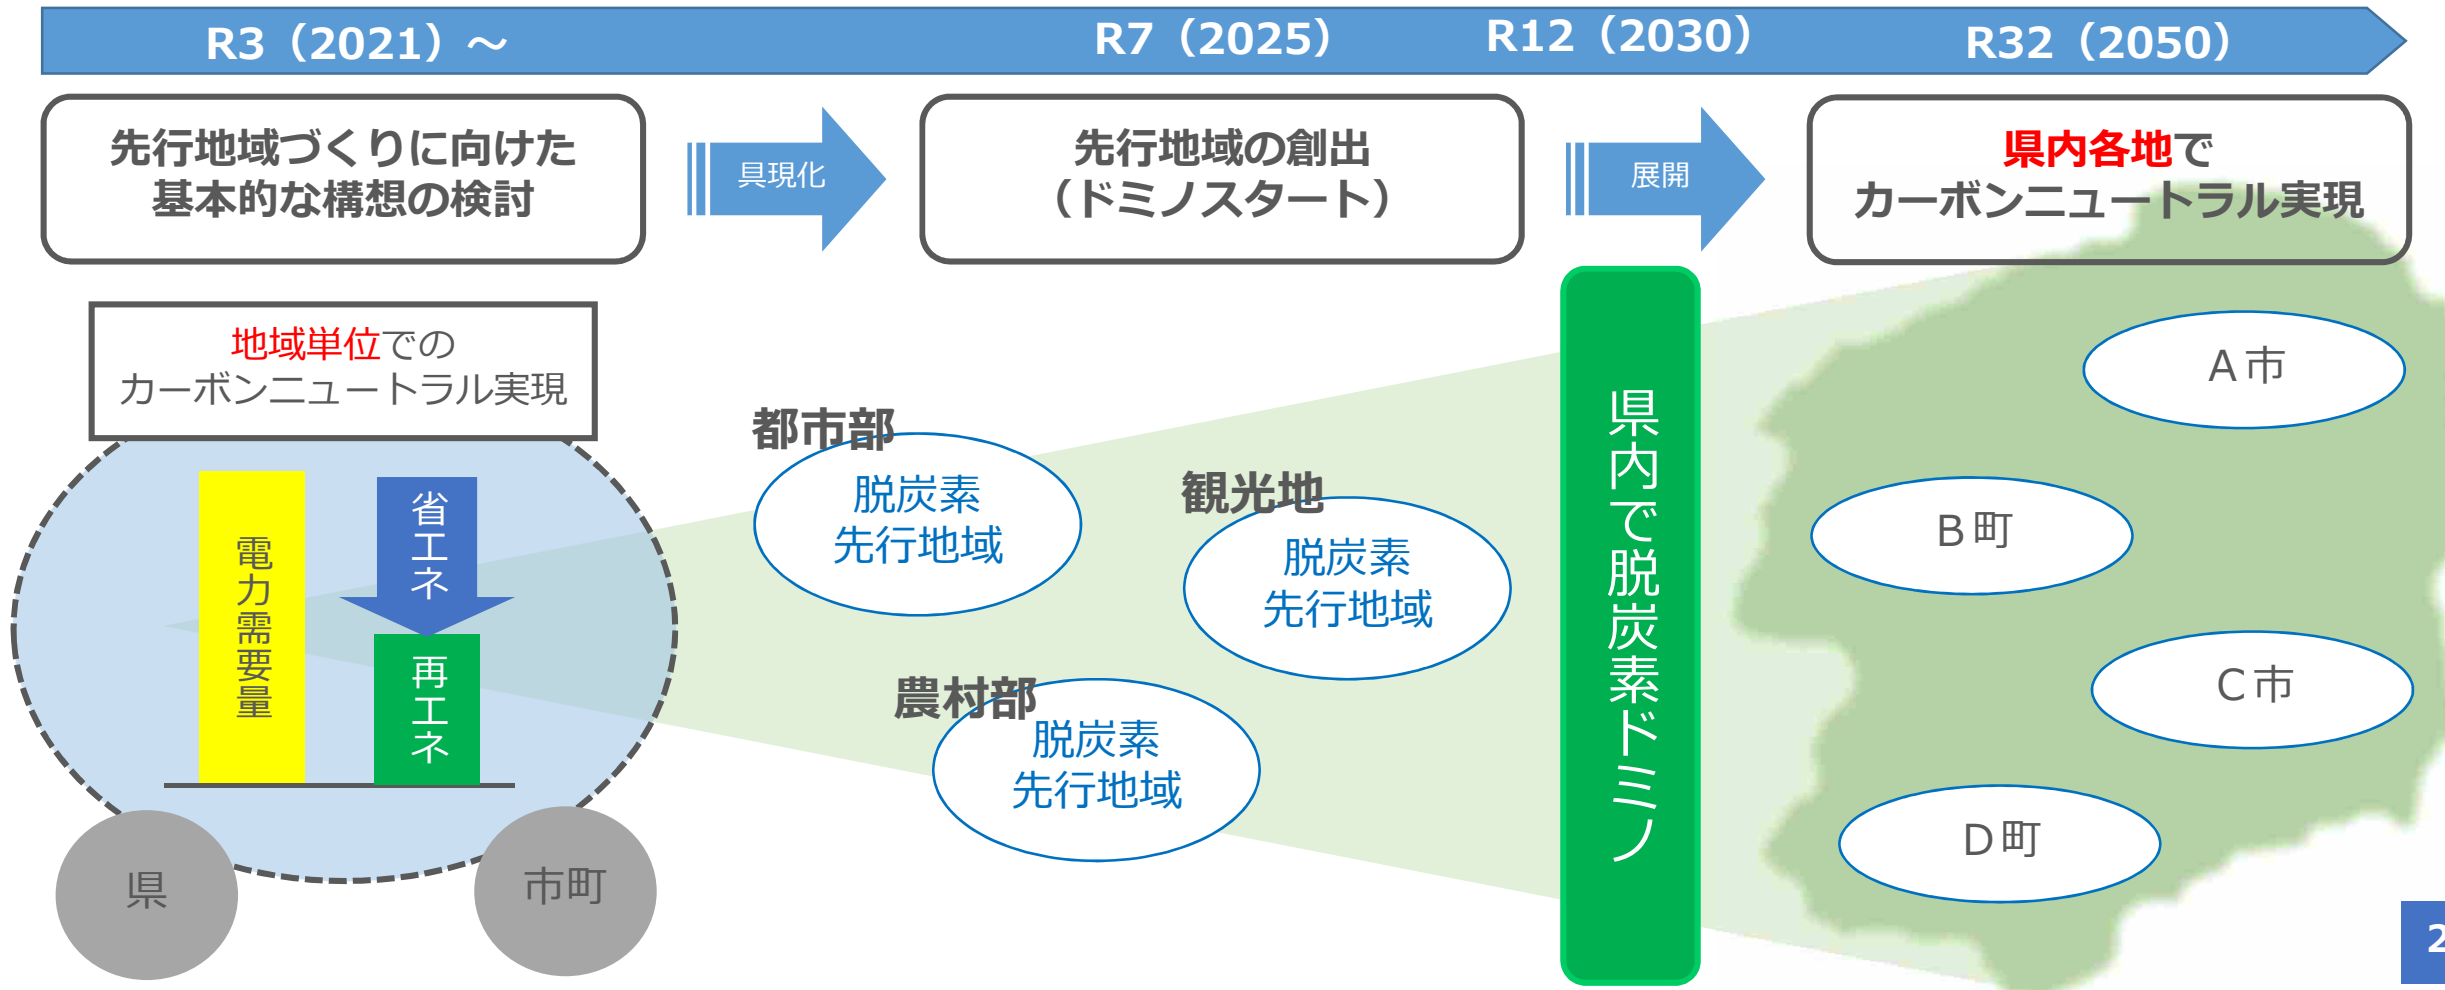 R3（2021）～
R7（2025）
R12（2030）
R32（2050）
先行地域づくりに向けた
基本的な構想の検討
具現化
先行地域の創出
（ドミノスタート）
展開
県内各地で
カーボンニュートラル実現
地域単位での
カーボンニュートラル実現
電力需要量
省エネ
再エネ
県
市町
都市部
脱炭素
先行地域
観光地
脱炭素
先行地域
農村部
脱炭素
先行地域
県内で脱炭素ドミノ
Ａ市
Ｂ町
Ｃ市
Ｄ町
2